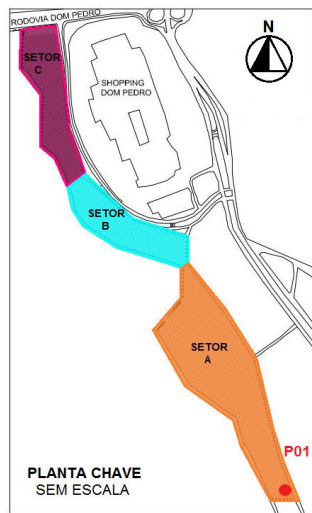 RODOVIA DOM PEDRO
N
SETOR
C
SHOPPING
DOM PEDRO
SETOR
B
SETOR
A
P01
PLANTA CHAVE
SEM ESCALA